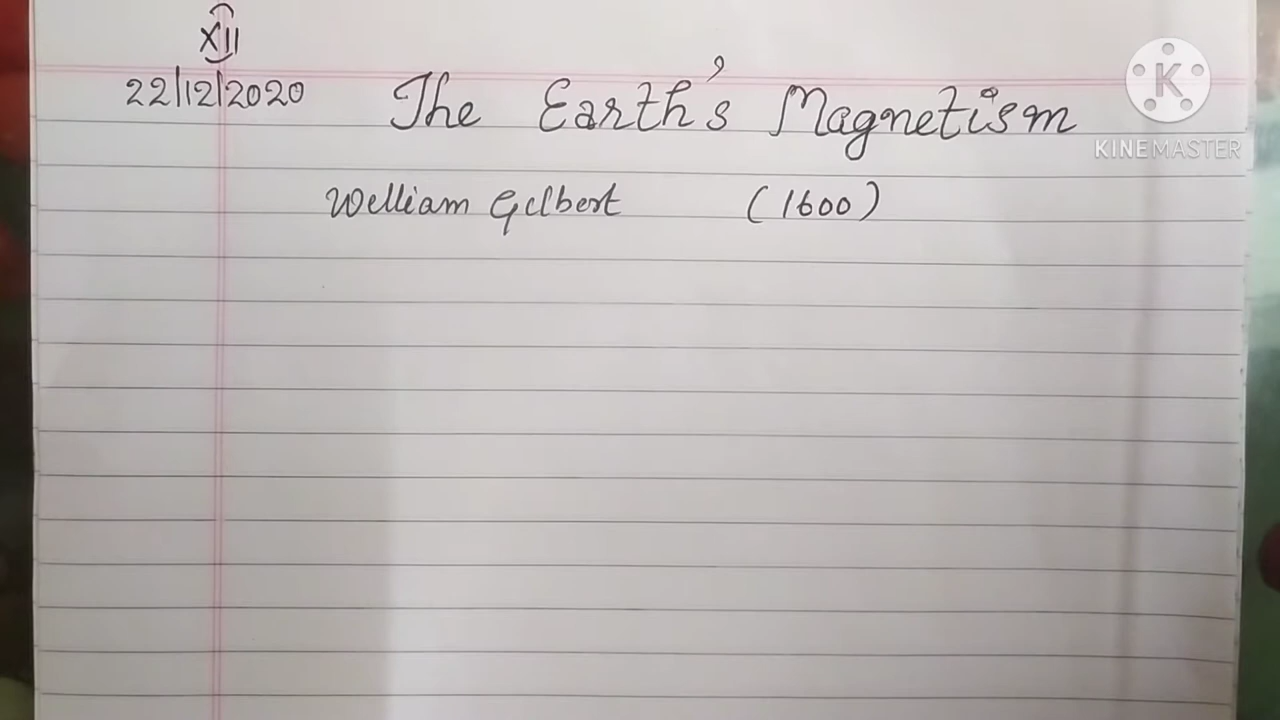 XII
22/12/2020
The Earth's Magnetism
K
KINEMASTER
Welliam Gelbert (1600)